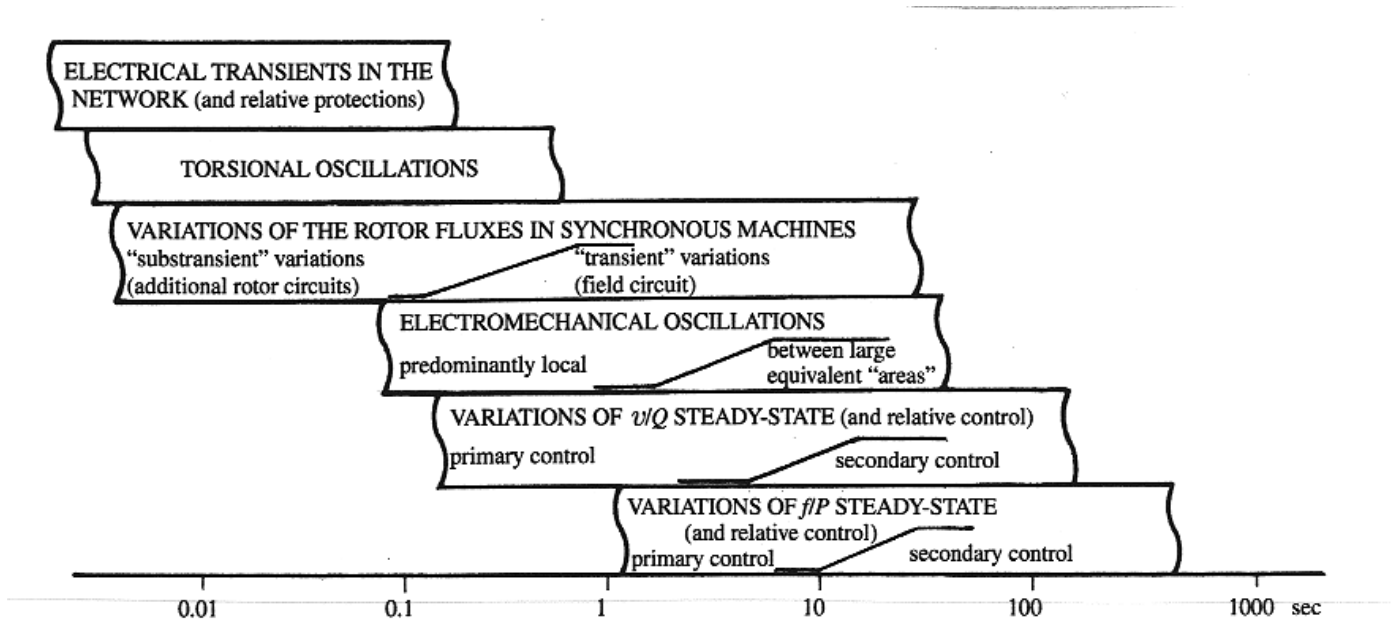 ELECTRICAL TRANSIENTS IN THE
NETWORK (and relative protections)
TORSIONAL OSCILLATIONS
VARIATIONS OF THE ROTOR FLUXES IN SYNCHRONOUS MACHINES
“substransient” variations
(additional rotor circuits)
“transient” variations
(field circuit)
ELECTROMECHANICAL OSCILLATIONS
predominantly local
between large
equivalent “areas”
VARIATIONS OF v/Q STEADY-STATE (and relative control)
primary control
secondary control
VARIATIONS OF f/P STEADY-STATE
(and relative control)
primary control
secondary control
0.01 0.1 1 10 100 1000 sec